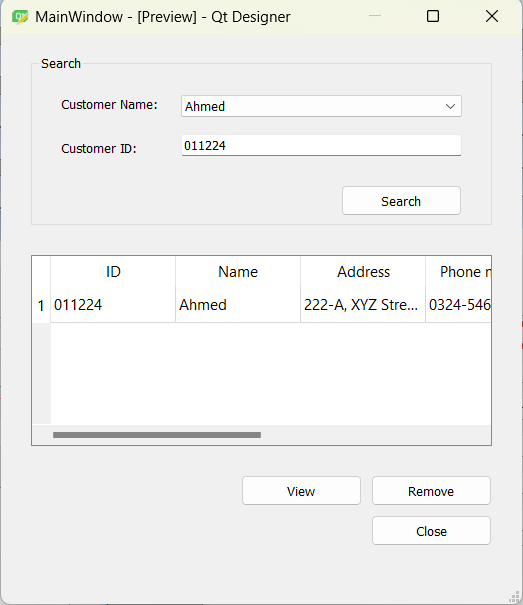 MainWindow - [Preview] - Qt Designer
Search
Customer Name: Ahmed
Customer ID: 011224
Search
ID Name Address Phone n
1 011224 Ahmed 222-A, XYZ Stre... 0324-546
View Remove
Close